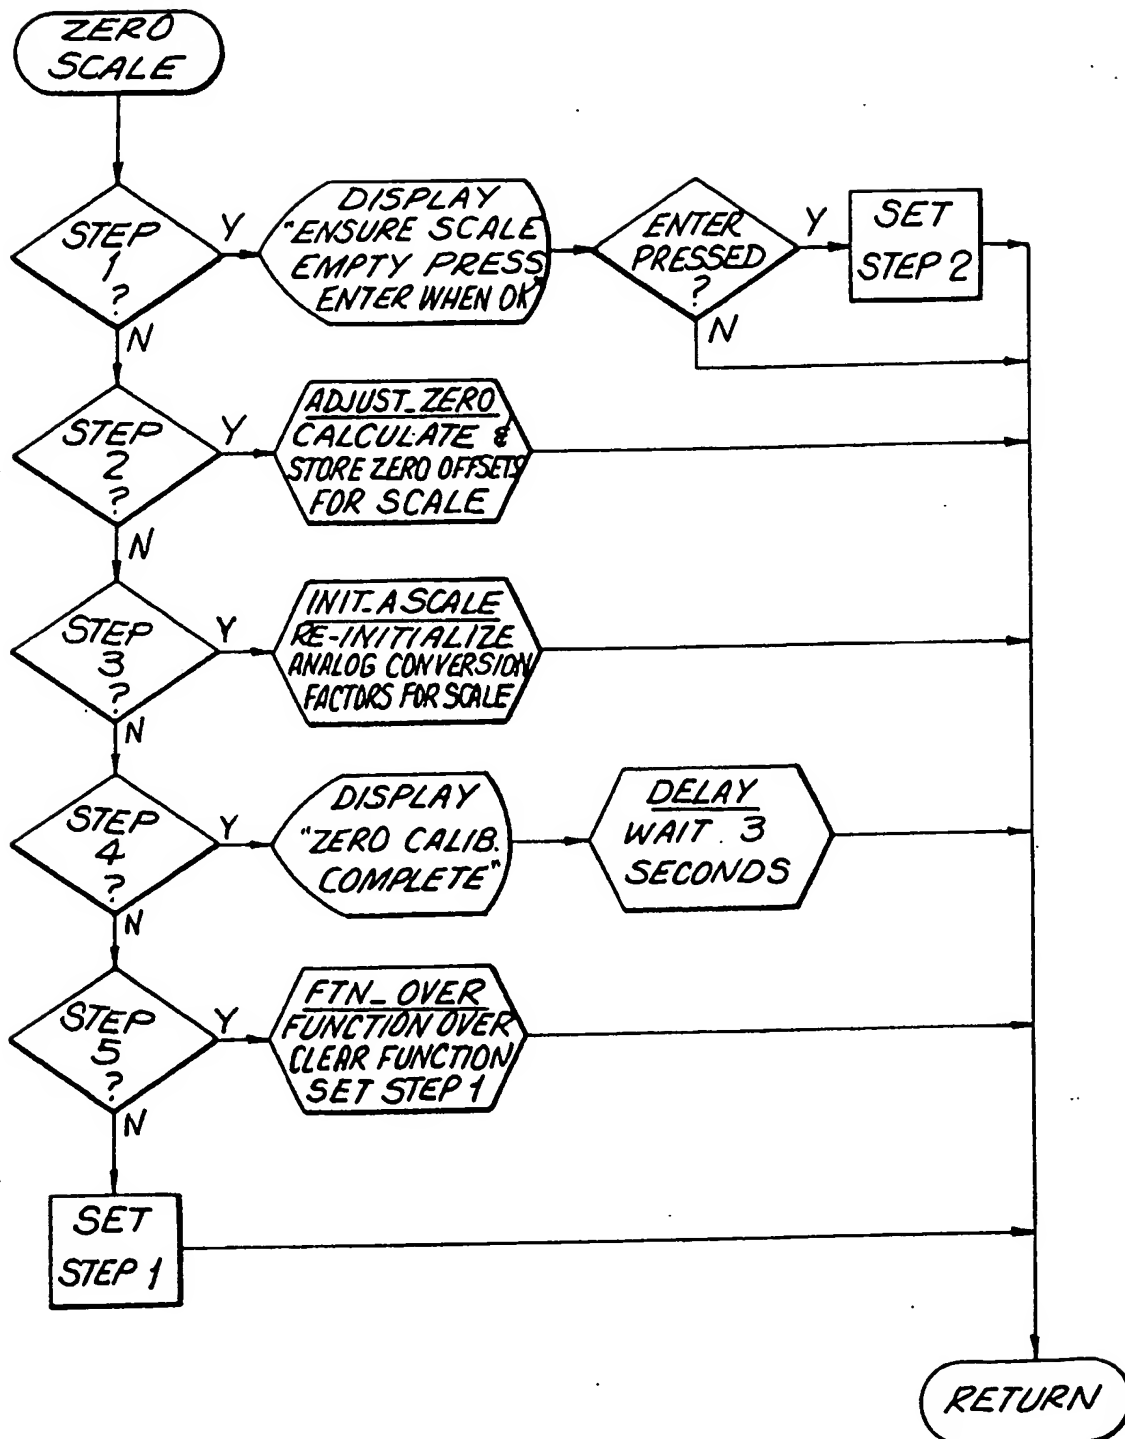 ZERO
SCALE
STEP
1
?
Y
N
DISPLAY
"ENSURE SCALE
EMPTY PRESS
ENTER WHEN OK"
ENTER
PRESSED
?
Y
N
SET
STEP 2
STEP
2
?
Y
N
ADJUST_ZERO
CALCULATE &
STORE ZERO OFFSETS
FOR SCALE
STEP
3
?
Y
N
INIT_ASCALE
RE-INITIALIZE
ANALOG CONVERSION
FACTORS FOR SCALE
STEP
4
?
Y
N
DISPLAY
"ZERO CALIB.
COMPLETE"
DELAY
WAIT 3
SECONDS
STEP
5
?
Y
N
FTN_OVER
FUNCTION OVER
CLEAR FUNCTION
SET STEP 1
SET
STEP 1
RETURN